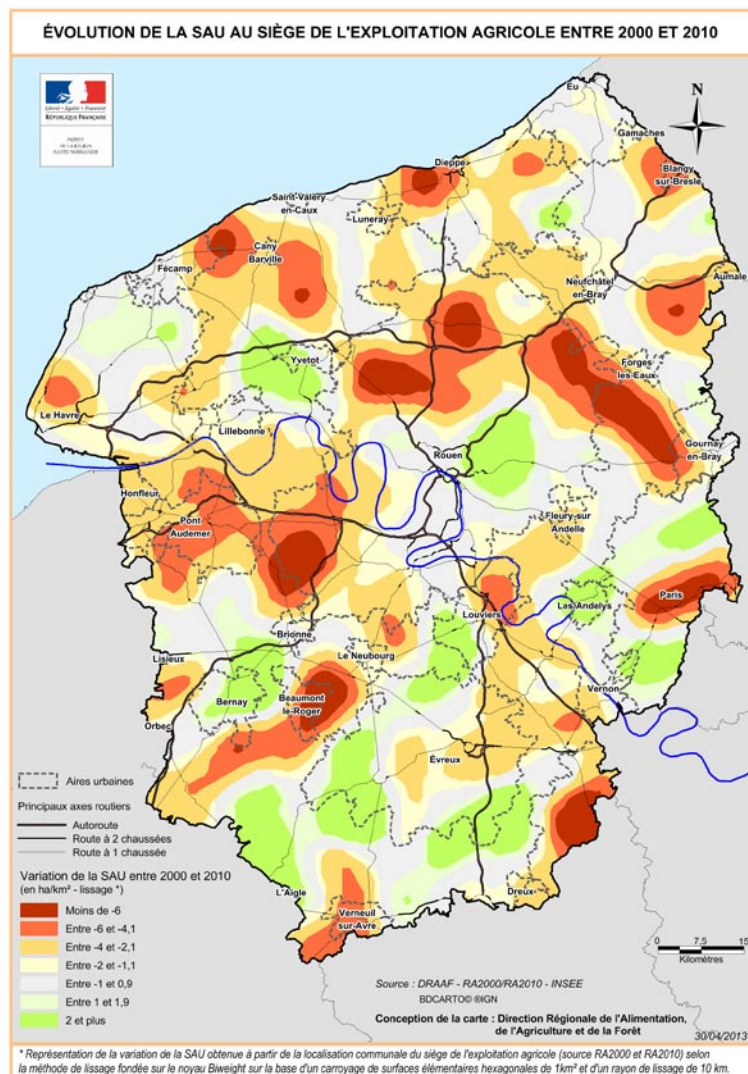 ÉVOLUTION DE LA SAU AU SIÈGE DE L'EXPLOITATION AGRICOLE ENTRE 2000 ET 2010
Liberté • Égalité • Fraternité
RÉPUBLIQUE FRANÇAISE
PRÉFET
DE LA RÉGION
HAUTE-NORMANDIE
N
Eu
Gamaches
Dieppe
Blangy
sur-Bresle
Saint-Valéry
en-Caux
Luneray
Cany
Barville
Fécamp
Neufchâtel
en-Bray
Aumale
Yvetot
Forges
les-Eaux
Le Havre
Lillebonne
Rouen
Gournay
en-Bray
Honfleur
Pont
Audemer
Fleury-sur
Andelle
Paris
Les Andelys
Louviers
Brionne
Le Neubourg
Lisieux
Bernay
Beaumont
le-Roger
Vernon
Orbec
Évreux
L'Aigle
Dreux
Verneuil
sur-Avre
Aires urbaines
Principaux axes routiers
Autoroute
Route à 2 chaussées
Route à 1 chaussée
Variation de la SAU entre 2000 et 2010
(en ha/km² - lissage *)
Moins de -6
Entre -6 et -4,1
Entre -4 et -2,1
Entre -2 et -1,1
Entre -1 et 0,9
Entre 1 et 1,9
2 et plus
0 7,5 15
Kilomètres
Source : DRAAF - RA2000/RA2010 - INSEE
BDCARTO© ®IGN
Conception de la carte : Direction Régionale de l'Alimentation,
de l'Agriculture et de la Forêt
30/04/2013
* Représentation de la variation de la SAU obtenue à partir de la localisation communale du siège de l'exploitation agricole (source RA2000 et RA2010) selon
la méthode de lissage fondée sur le noyau Biweight sur la base d'un carroyage de surfaces élémentaires hexagonales de 1km² et d'un rayon de lissage de 10 km.